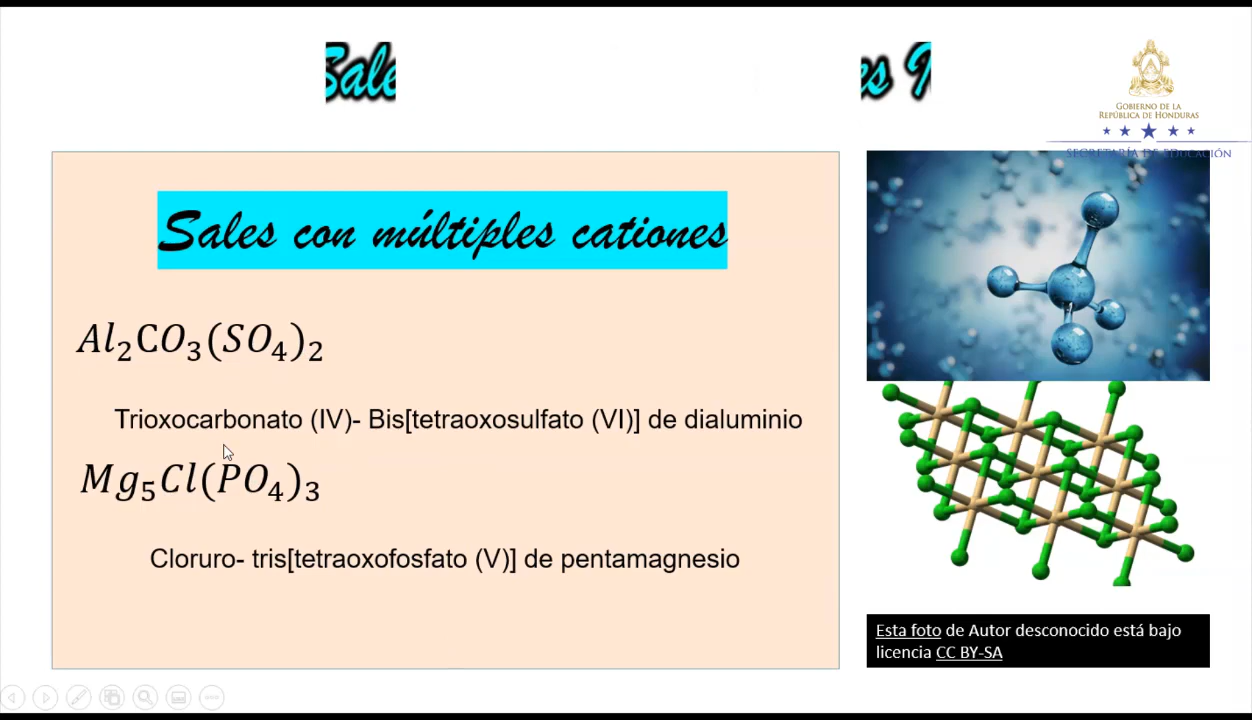 Sale
es
GOBIERNO DE LA
REPÚBLICA DE HONDURAS
SECRETARÍA DE EDUCACIÓN
Sales con múltiples cationes
Al₂CO₃(SO₄)₂
Trioxocarbonato (IV)- Bis[tetraoxosulfato (VI)] de dialuminio
Mg₅Cl(PO₄)₃
Cloruro- tris[tetraoxofosfato (V)] de pentamagnesio
Esta foto de Autor desconocido está bajo
licencia CC BY-SA